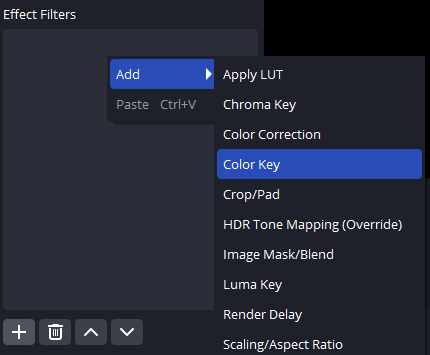 Effect Filters
Add
Paste Ctrl+V
Apply LUT
Chroma Key
Color Correction
Color Key
Crop/Pad
HDR Tone Mapping (Override)
Image Mask/Blend
Luma Key
Render Delay
Scaling/Aspect Ratio